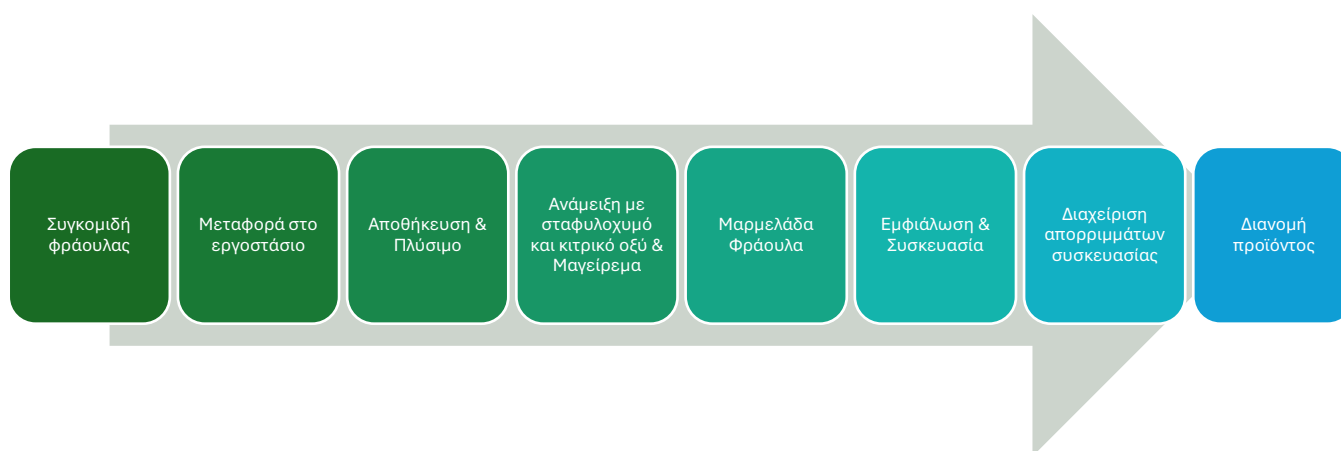 Συγκομιδή
φράουλας
Μεταφορά στο
εργοστάσιο
Αποθήκευση &
Πλύσιμο
Ανάμειξη με
σταφυλοχυμό
και κιτρικό οξύ &
Μαγείρεμα
Μαρμελάδα
Φράουλα
Εμφιάλωση &
Συσκευασία
Διαχείριση
απορριμμάτων
συσκευασίας
Διανομή
προϊόντος